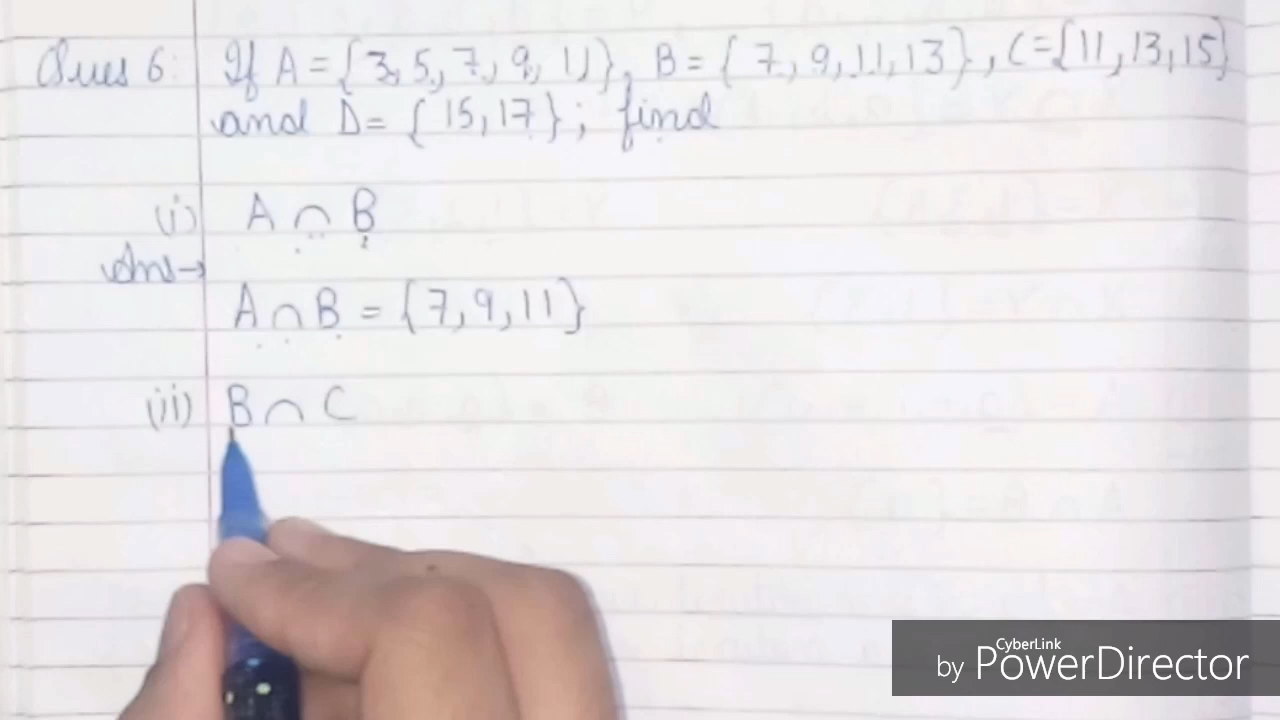 Ques 6: If A = {3, 5, 7, 9, 11}, B = { 7, 9, 11, 13}, C={11, 13, 15}
and D= { 15, 17 } ; find
(i) A ∩ B
Ans→
A ∩ B = {7, 9, 11}
(ii) B ∩ C
CyberLink
by PowerDirector